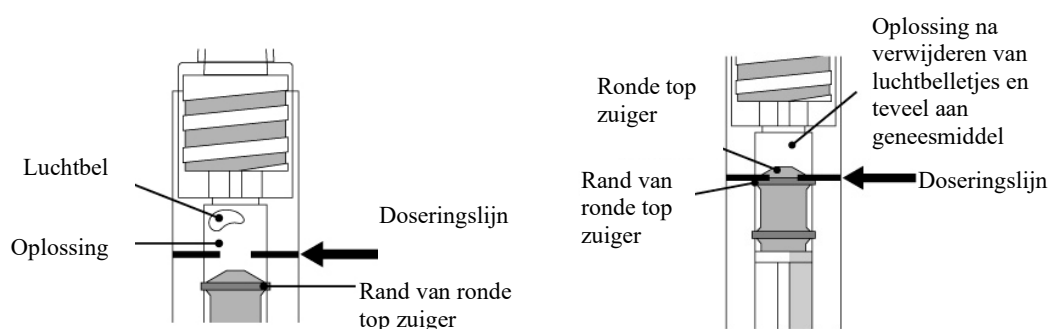 Luchtbel
Oplossing
Doseringslijn
Rand van ronde
top zuiger
Ronde top
zuiger
Oplossing na
verwijderen van
luchtbelletjes en
teveel aan
geneesmiddel
Rand van
ronde top
zuiger
Doseringslijn